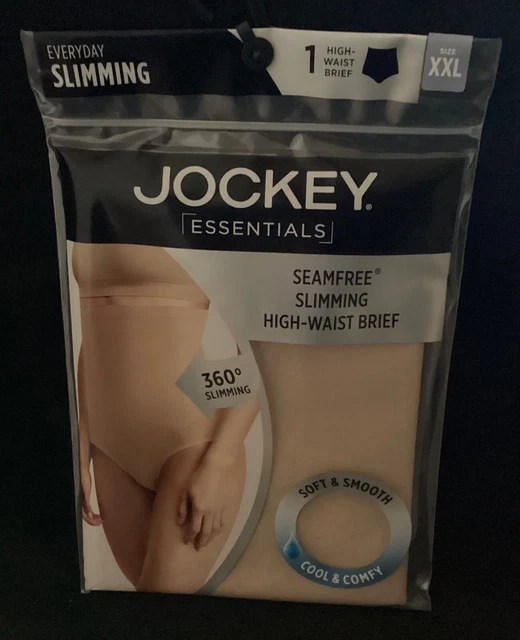 EVERYDAY
SLIMMING
1 HIGH-
WAIST
BRIEF
SIZE
XXL
JOCKEY®
ESSENTIALS
SEAMFREE®
SLIMMING
HIGH-WAIST BRIEF
360°
SLIMMING
SOFT & SMOOTH
COOL & COMFY